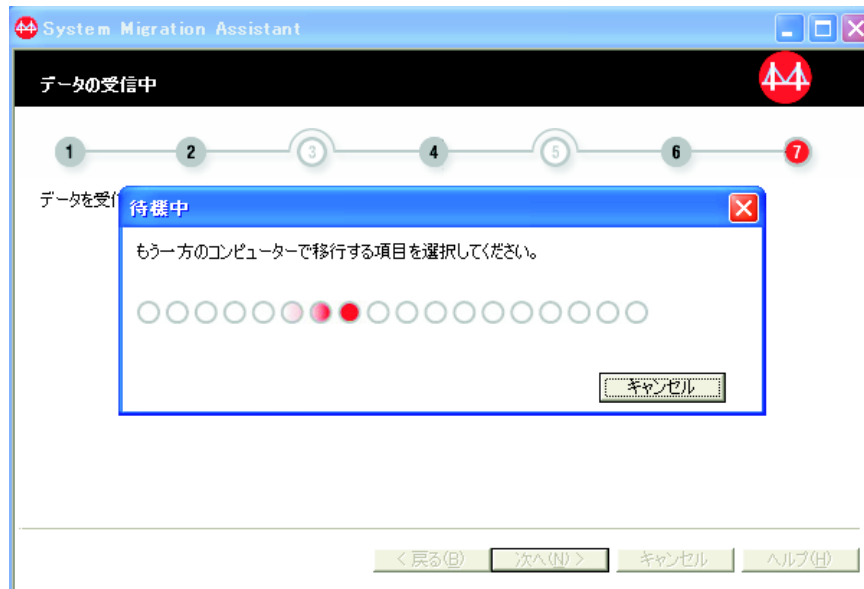 System Migration Assistant
データの受信中
1 2 3 4 5 6 7
データを受信
待機中
もう一方のコンピューターで移行する項目を選択してください。
キャンセル
< 戻る(B) 次へ(N) > キャンセル ヘルプ(H)